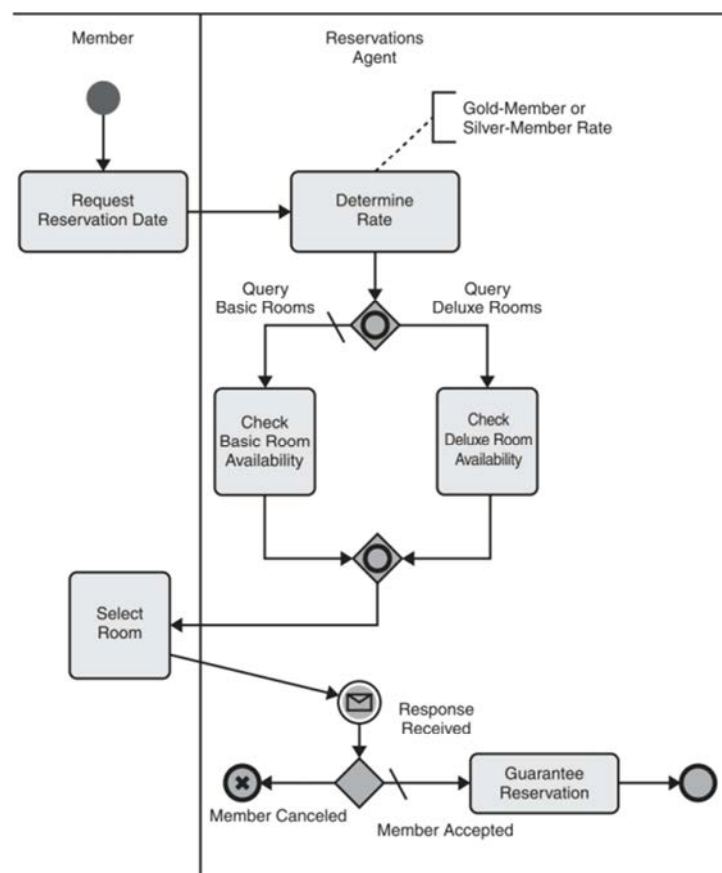 Member
Reservations
Agent
Gold-Member or
Silver-Member Rate
Request
Reservation Date
Determine
Rate
Query
Basic Rooms
Query
Deluxe Rooms
Check
Basic Room
Availability
Check
Deluxe Room
Availability
Select
Room
Response
Received
Guarantee
Reservation
Member Canceled
Member Accepted